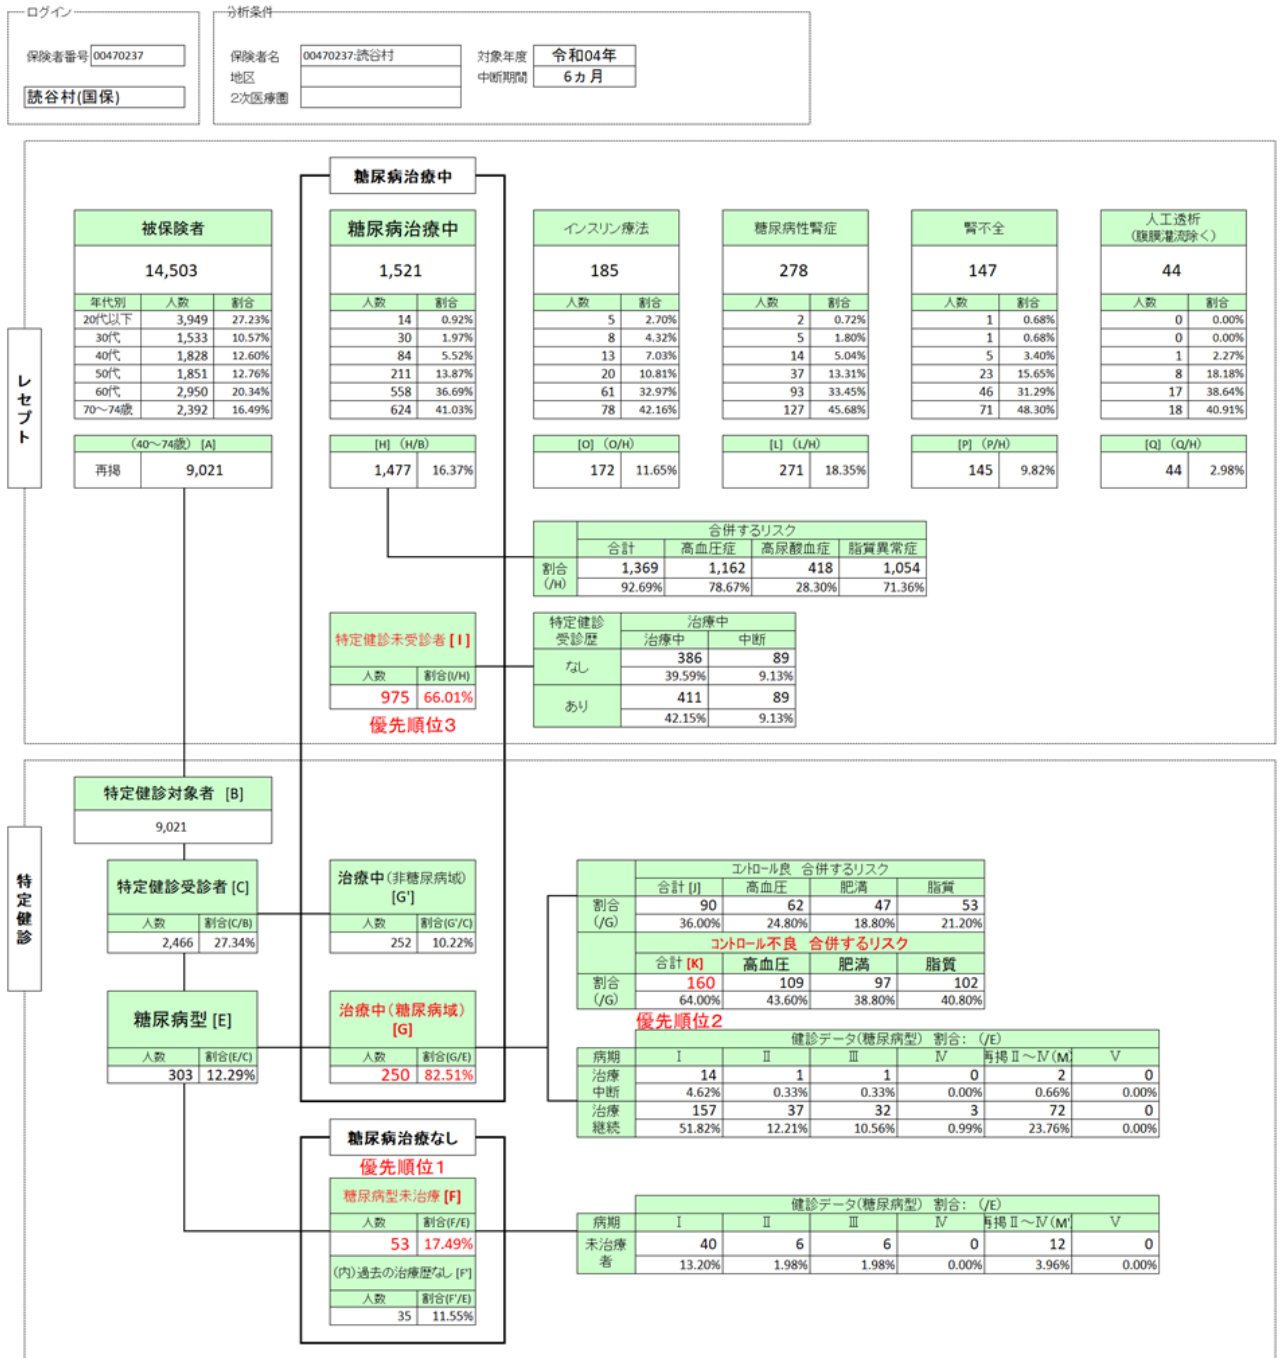 ログイン
保険者番号 00470237
読谷村(国保)
分析条件
保険者名 00470237:読谷村 対象年度 令和04年
地区 中断期間 6ヵ月
2次医療圏
レセプト
糖尿病治療中
被保険者
14,503
年代別 人数 割合
20代以下 3,949 27.23%
30代 1,533 10.57%
40代 1,828 12.60%
50代 1,851 12.76%
60代 2,950 20.34%
70～74歳 2,392 16.49%
(40～74歳) [A]
再掲 9,021
糖尿病治療中
1,521
人数 割合
14 0.92%
30 1.97%
84 5.52%
211 13.87%
558 36.69%
624 41.03%
[H] (H/B)
1,477 16.37%
インスリン療法
185
人数 割合
5 2.70%
8 4.32%
13 7.03%
20 10.81%
61 32.97%
78 42.16%
[O] (O/H)
172 11.65%
糖尿病性腎症
278
人数 割合
2 0.72%
5 1.80%
14 5.04%
37 13.31%
93 33.45%
127 45.68%
[L] (L/H)
271 18.35%
腎不全
147
人数 割合
1 0.68%
1 0.68%
5 3.40%
23 15.65%
46 31.29%
71 48.30%
[P] (P/H)
145 9.82%
人工透析
(腹膜灌流除く)
44
人数 割合
0 0.00%
0 0.00%
1 2.27%
8 18.18%
17 38.64%
18 40.91%
[Q] (Q/H)
44 2.98%
合併するリスク
合計 高血圧症 高尿酸血症 脂質異常症
割合 1,369 1,162 418 1,054
(/H) 92.69% 78.67% 28.30% 71.36%
特定健診未受診者 [I]
人数 割合(I/H)
975 66.01%
優先順位3
特定健診 治療中
受診歴 治療中 中断
なし 386 89
39.59% 9.13%
あり 411 89
42.15% 9.13%
特定健診
特定健診対象者 [B]
9,021
特定健診受診者 [C]
人数 割合(C/B)
2,466 27.34%
治療中(非糖尿病域)
[G']
人数 割合(G'/C)
252 10.22%
糖尿病型 [E]
人数 割合(E/C)
303 12.29%
治療中(糖尿病域)
[G]
人数 割合(G/E)
250 82.51%
コントロール良 合併するリスク
合計 [J] 高血圧 肥満 脂質
割合 90 62 47 53
(/G) 36.00% 24.80% 18.80% 21.20%
コントロール不良 合併するリスク
合計 [K] 高血圧 肥満 脂質
割合 160 109 97 102
(/G) 64.00% 43.60% 38.80% 40.80%
優先順位2
健診データ(糖尿病型) 割合: (/E)
病期 Ⅰ Ⅱ Ⅲ Ⅳ 再掲Ⅱ～Ⅳ(M) Ⅴ
治療 14 1 1 0 2 0
中断 4.62% 0.33% 0.33% 0.00% 0.66% 0.00%
治療 157 37 32 3 72 0
継続 51.82% 12.21% 10.56% 0.99% 23.76% 0.00%
糖尿病治療なし
優先順位1
糖尿病型未治療 [F]
人数 割合(F/E)
53 17.49%
(内)過去の治療歴なし [F']
人数 割合(F'/E)
35 11.55%
健診データ(糖尿病型) 割合: (/E)
病期 Ⅰ Ⅱ Ⅲ Ⅳ 再掲Ⅱ～Ⅳ(M') Ⅴ
未治療 40 6 6 0 12 0
者 13.20% 1.98% 1.98% 0.00% 3.96% 0.00%